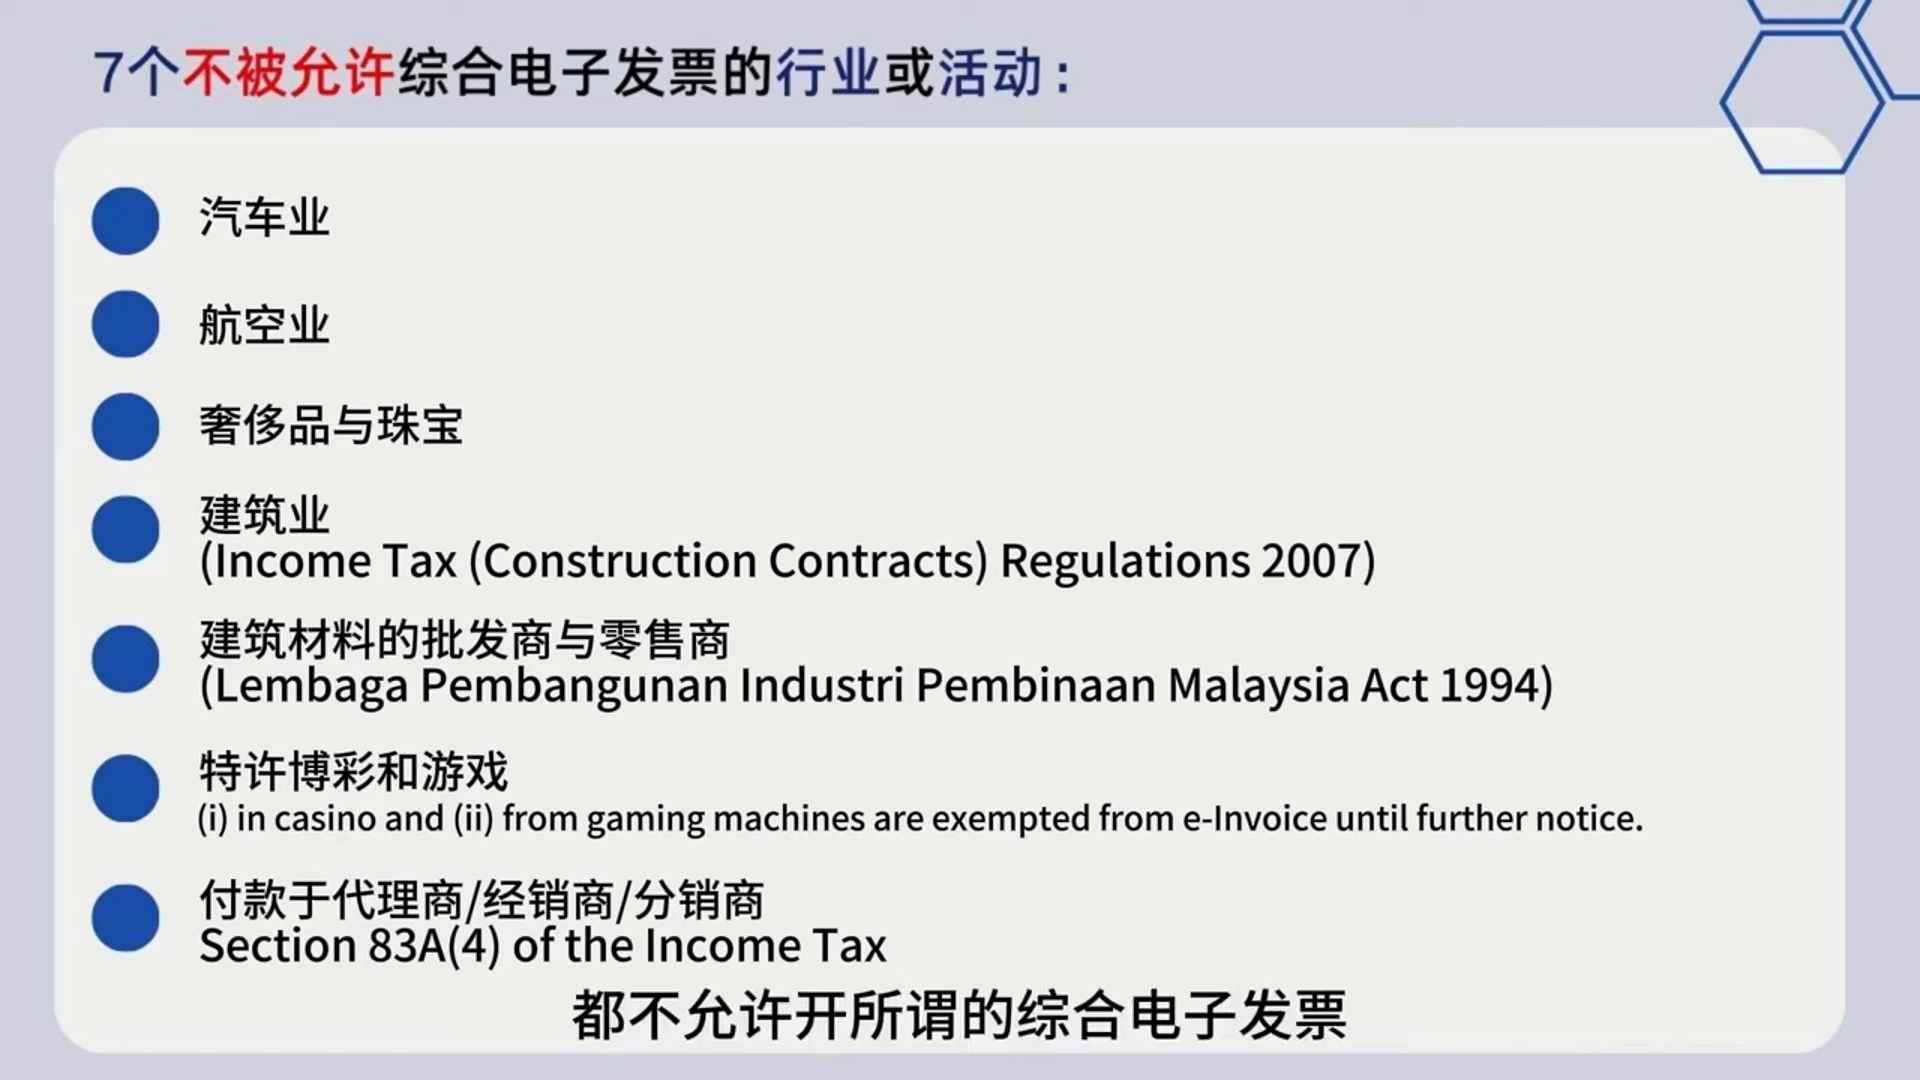 7个不被允许综合电子发票的行业或活动:
汽车业
航空业
奢侈品与珠宝
建筑业
(Income Tax (Construction Contracts) Regulations 2007)
建筑材料的批发商与零售商
(Lembaga Pembangunan Industri Pembinaan Malaysia Act 1994)
特许博彩和游戏
(i) in casino and (ii) from gaming machines are exempted from e-Invoice until further notice.
付款于代理商/经销商/分销商
Section 83A(4) of the Income Tax
都不允许开所谓的综合电子发票